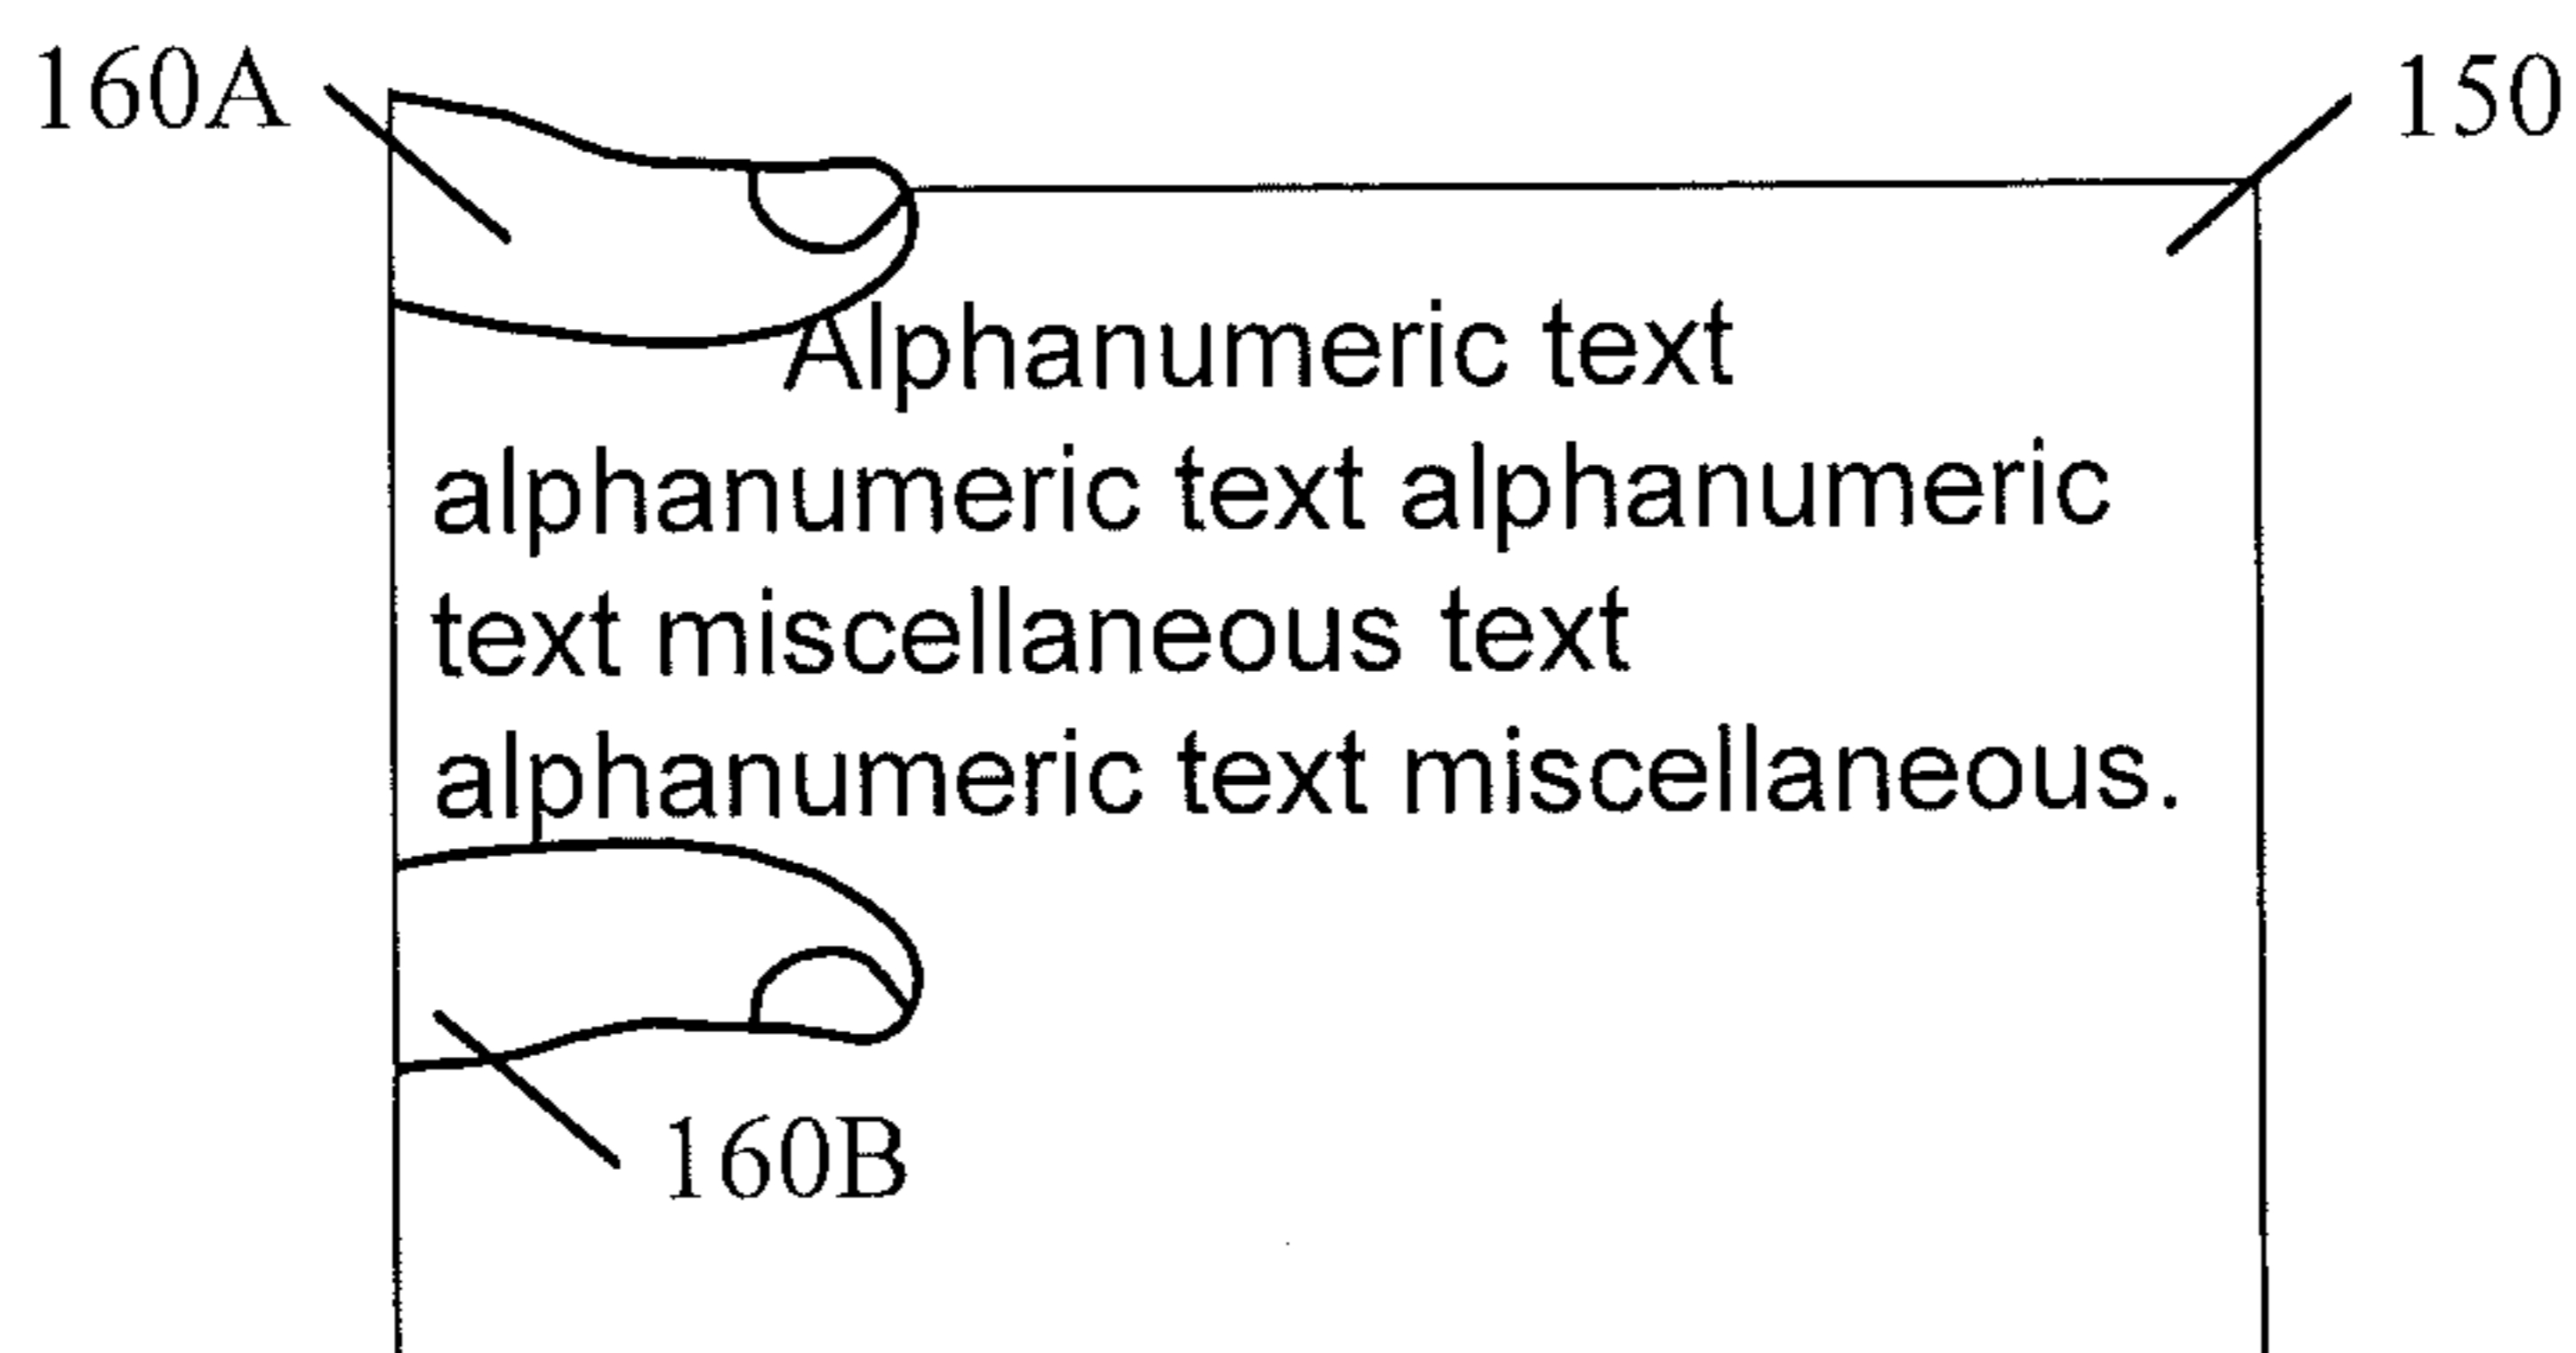 160A
150
Alphanumeric text
alphanumeric text alphanumeric
text miscellaneous text
alphanumeric text miscellaneous.
160B